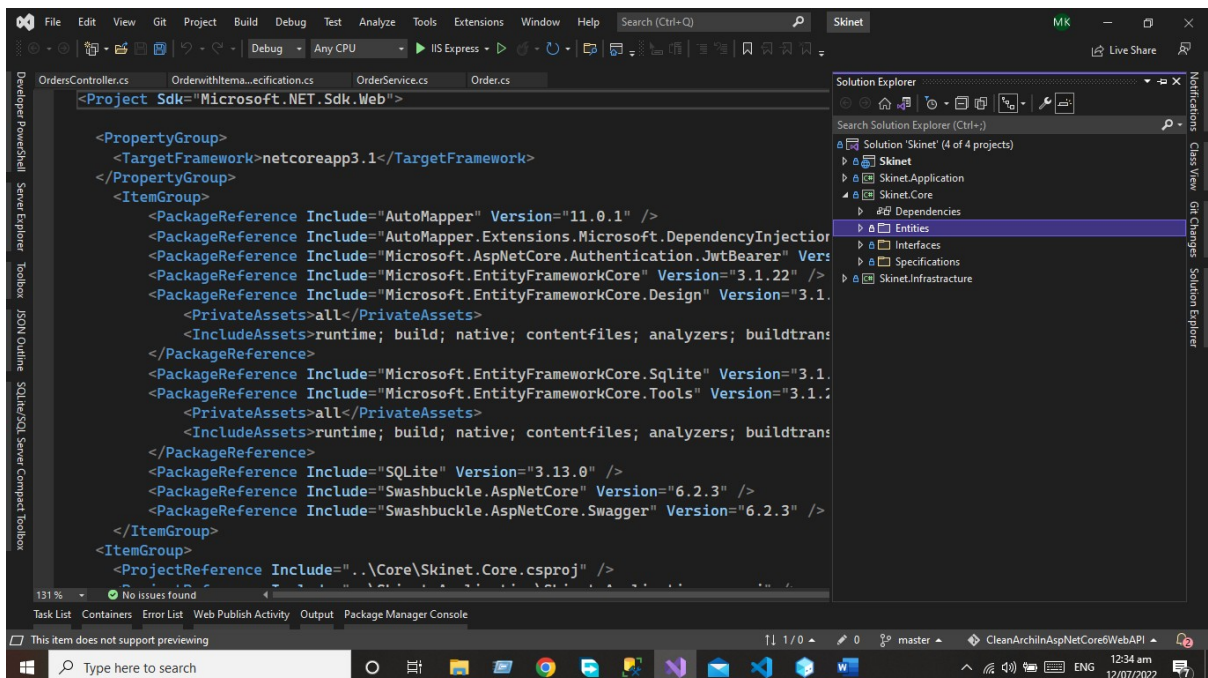 File Edit View Git Project Build Debug Test Analyze Tools Extensions Window Help Search (Ctrl+Q) Skinet MK
Debug Any CPU IIS Express Live Share
OrdersController.cs OrderwithItema...ecification.cs OrderService.cs Order.cs
<Project Sdk="Microsoft.NET.Sdk.Web">
<PropertyGroup>
<TargetFramework>netcoreapp3.1</TargetFramework>
</PropertyGroup>
<ItemGroup>
<PackageReference Include="AutoMapper" Version="11.0.1" />
<PackageReference Include="AutoMapper.Extensions.Microsoft.DependencyInjection
<PackageReference Include="Microsoft.AspNetCore.Authentication.JwtBearer" Vers
<PackageReference Include="Microsoft.EntityFrameworkCore" Version="3.1.22" />
<PackageReference Include="Microsoft.EntityFrameworkCore.Design" Version="3.1.
<PrivateAssets>all</PrivateAssets>
<IncludeAssets>runtime; build; native; contentfiles; analyzers; buildtrans
</PackageReference>
<PackageReference Include="Microsoft.EntityFrameworkCore.Sqlite" Version="3.1.
<PackageReference Include="Microsoft.EntityFrameworkCore.Tools" Version="3.1.2
<PrivateAssets>all</PrivateAssets>
<IncludeAssets>runtime; build; native; contentfiles; analyzers; buildtrans
</PackageReference>
<PackageReference Include="SQLite" Version="3.13.0" />
<PackageReference Include="Swashbuckle.AspNetCore" Version="6.2.3" />
<PackageReference Include="Swashbuckle.AspNetCore.Swagger" Version="6.2.3" />
</ItemGroup>
<ItemGroup>
<ProjectReference Include="..\Core\Skinet.Core.csproj" />
131 % No issues found
Task List Containers Error List Web Publish Activity Output Package Manager Console
Solution Explorer
Search Solution Explorer (Ctrl+;)
Solution 'Skinet' (4 of 4 projects)
Skinet
C# Skinet.Application
C# Skinet.Core
Dependencies
Entities
Interfaces
Specifications
C# Skinet.Infrastracture
Developer PowerShell
Server Explorer
Toolbox
JSON Outline
SQLite/SQL Server Compact Toolbox
Notifications
Class View
Git Changes
Solution Explorer
This item does not support previewing 1 / 0 0 master CleanArchiInAspNetCore6WebAPI 2
Type here to search ENG 12:34 am
12/07/2022 7